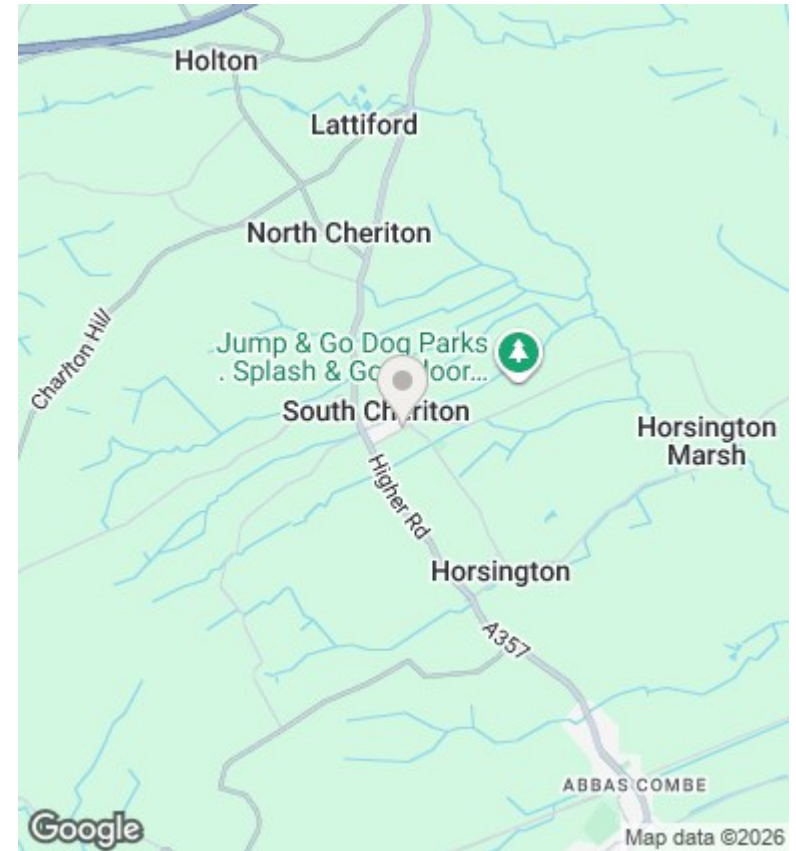 Holton
Lattiford
North Cheriton
Charlton Hill
Jump & Go Dog Parks
. Splash & Go
oor...
South Cheriton
Horsington
Marsh
Higher Rd
Horsington
A357
ABBAS COMBE
Google
Map data ©2026